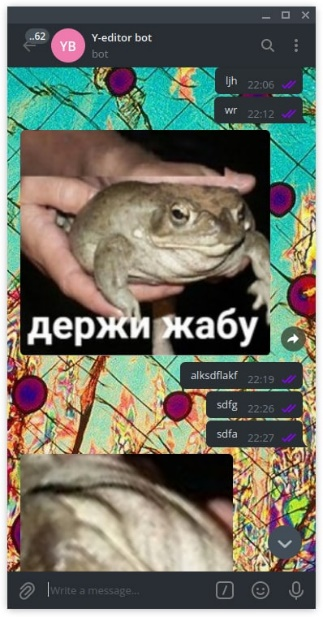 ..62
YB
Y-editor bot
bot
ljh 22:06
wr 22:12
держи жабу
alksdflakf 22:19
sdfg 22:26
sdfa 22:27
Write a message...